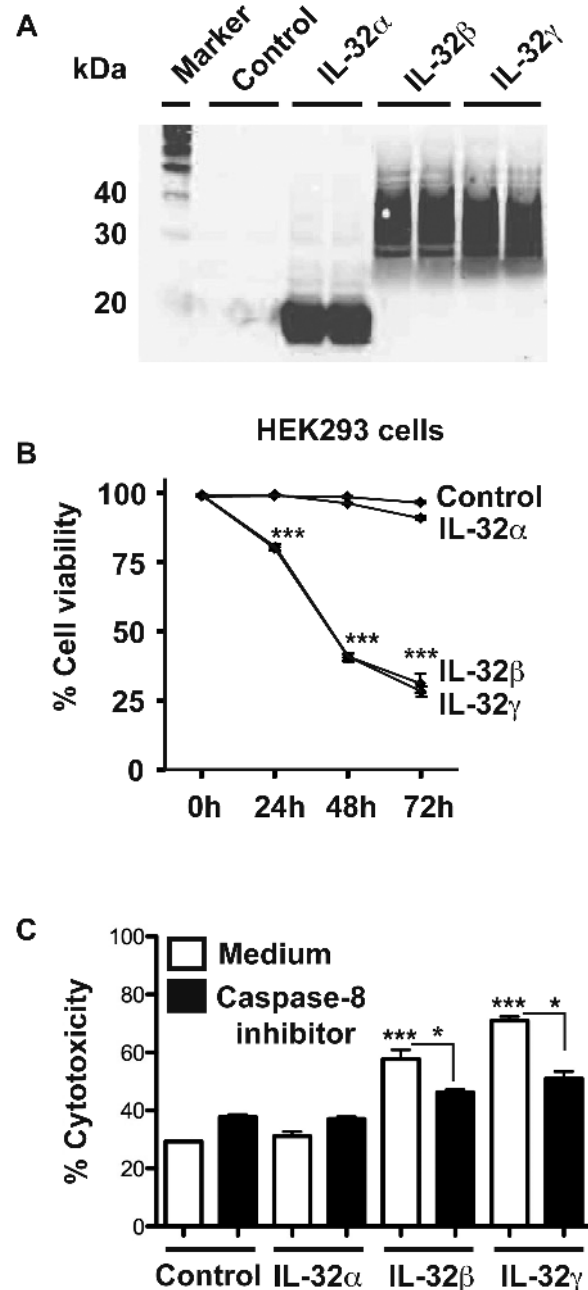 A
kDa
Marker
Control
IL-32α
IL-32β
IL-32γ
40
30
20
HEK293 cells
B
% Cell viability
100
75
50
25
0
0h 24h 48h 72h
***
***
***
Control
IL-32α
IL-32β
IL-32γ
C
% Cytotoxicity
100
80
60
40
20
0
Medium
Caspase-8
inhibitor
*** *
*** *
Control IL-32α IL-32β IL-32γ